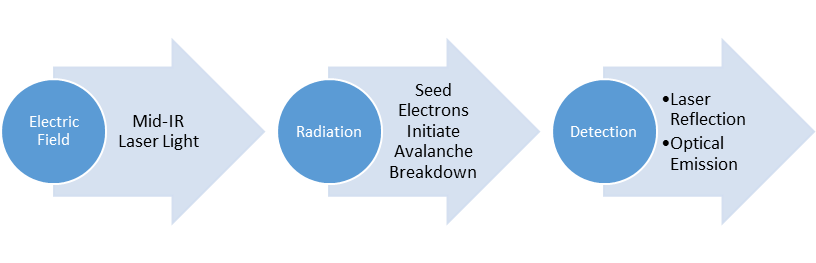 Electric
Field
Mid-IR
Laser Light
Radiation
Seed
Electrons
Initiate
Avalanche
Breakdown
Detection
•Laser
Reflection
•Optical
Emission